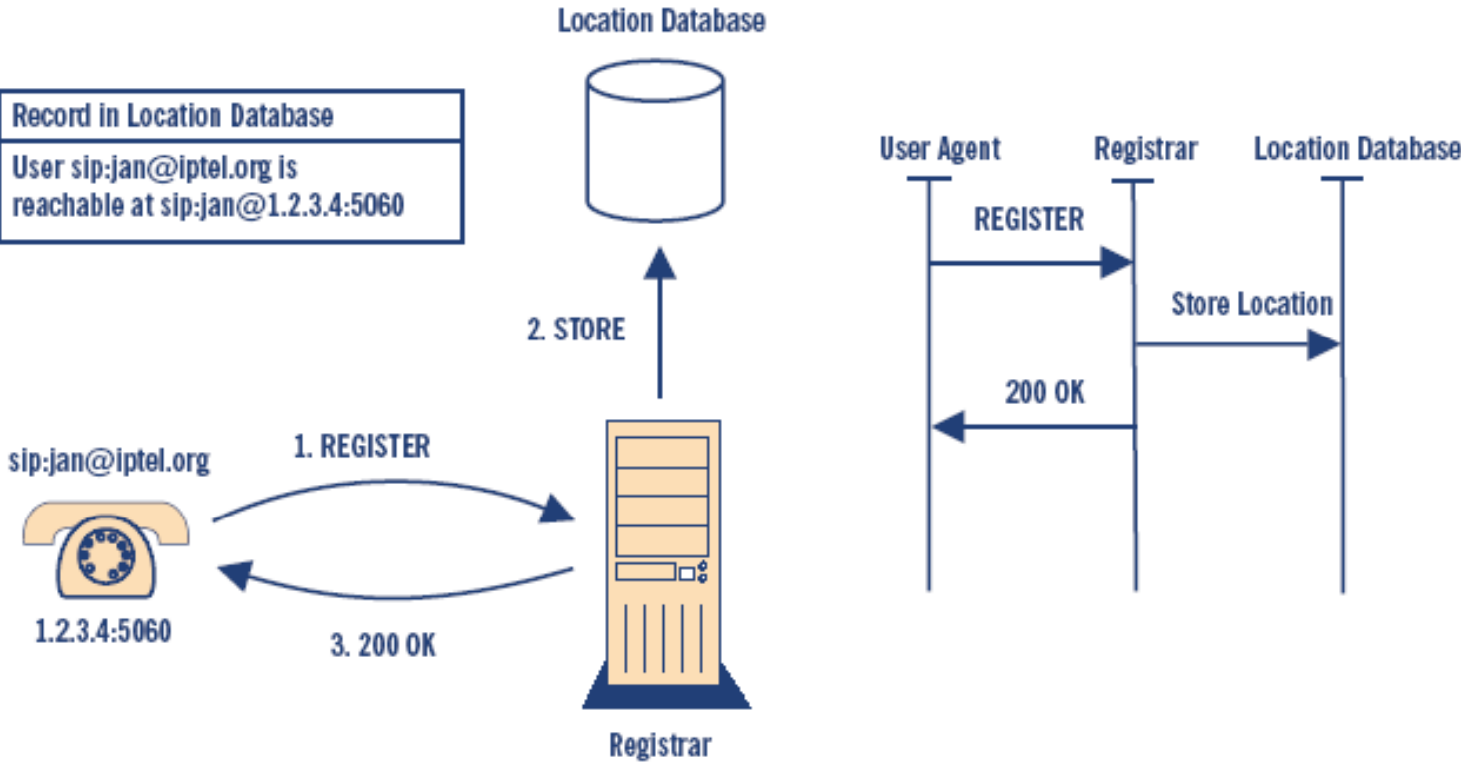 Location Database
Record in Location Database
User sip:jan@iptel.org is
reachable at sip:jan@1.2.3.4:5060
2. STORE
sip:jan@iptel.org
1. REGISTER
1.2.3.4:5060
3. 200 OK
Registrar
User Agent
Registrar
Location Database
REGISTER
Store Location
200 OK